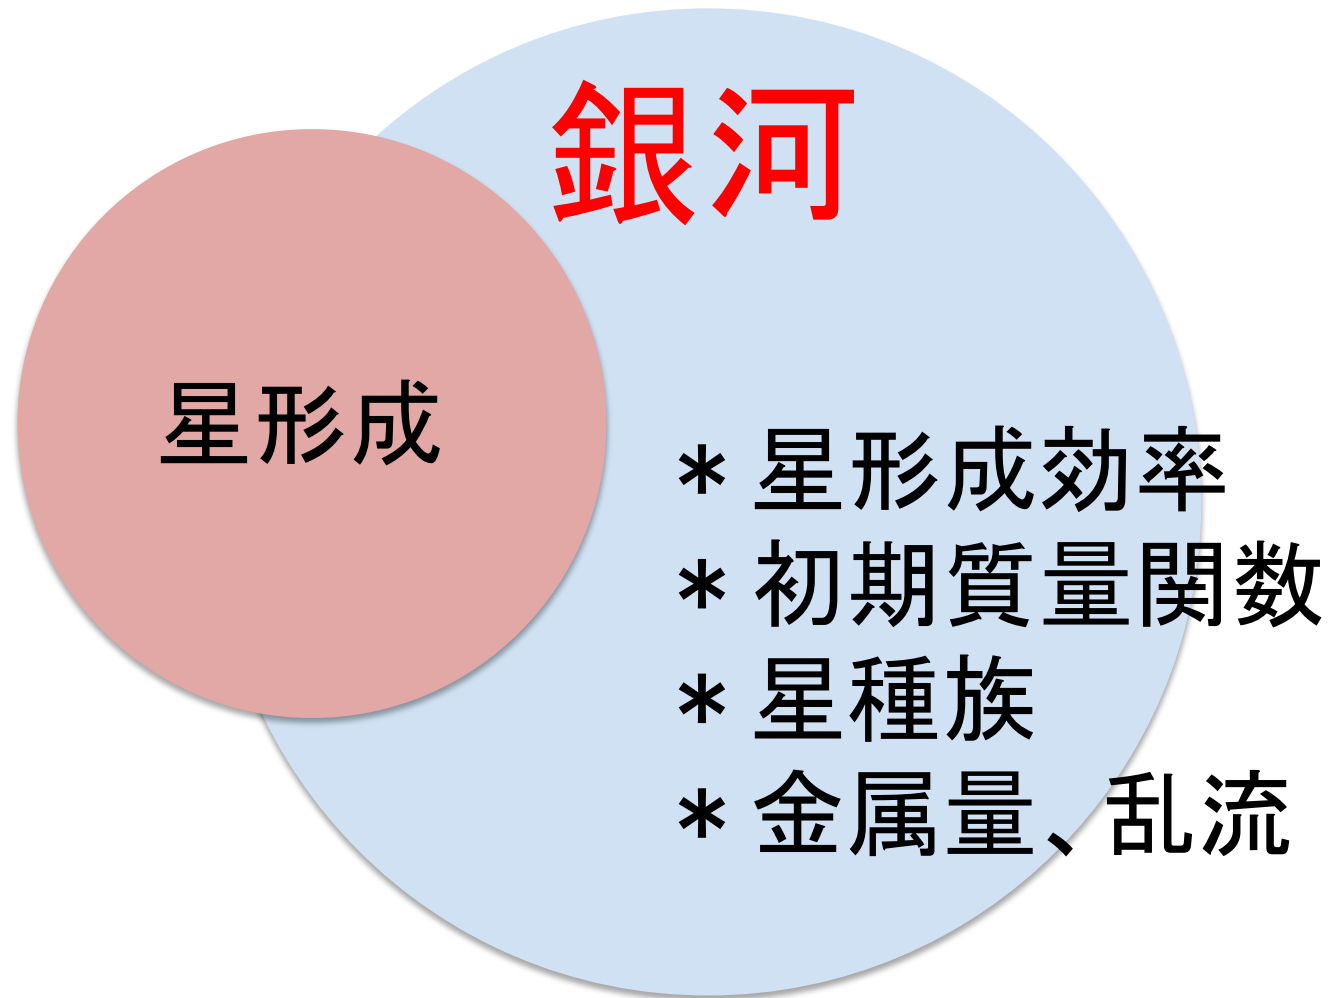 銀河
星形成
* 星形成効率
* 初期質量関数
* 星種族
* 金属量、乱流